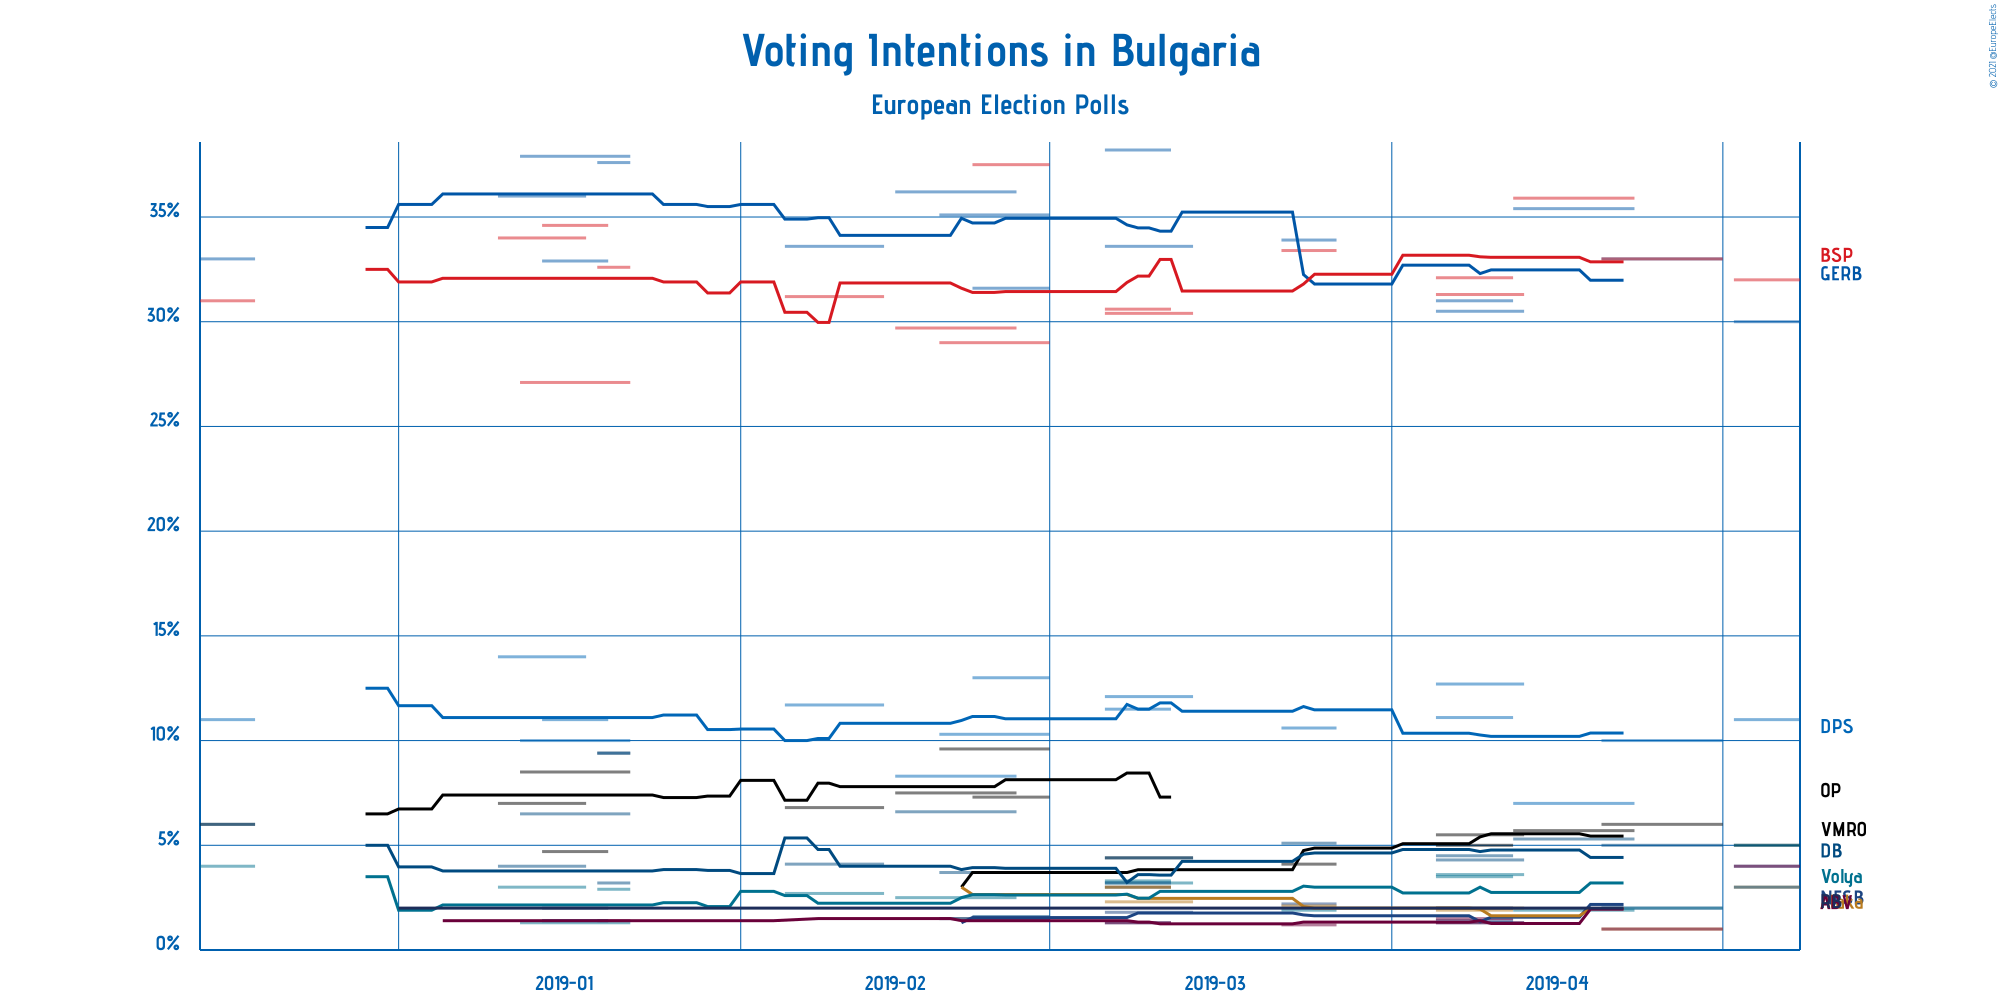 © 2021 @EuropeElects
Voting Intentions in Bulgaria
European Election Polls
35%
30%
25%
20%
15%
10%
5%
0%
BSP
GERB
DPS
OP
VMRO
DB
Volya
2019-01
2019-02
2019-03
2019-04